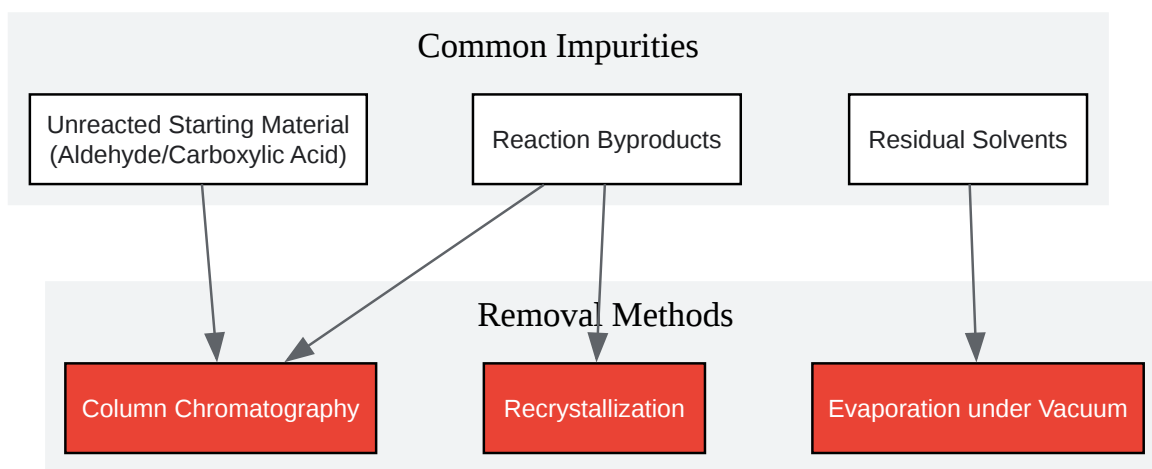 Common Impurities
Unreacted Starting Material
(Aldehyde/Carboxylic Acid)
Reaction Byproducts
Residual Solvents
Removal Methods
Column Chromatography
Recrystallization
Evaporation under Vacuum